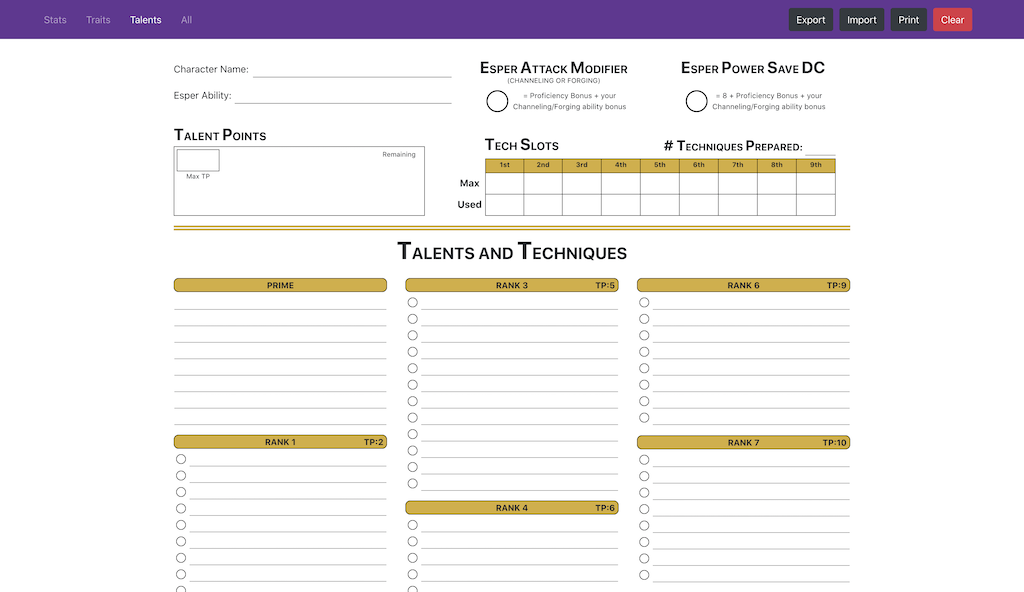 Stats Traits Talents All Export Import Print Clear
Character Name:
Esper Ability:
Esper Attack Modifier
(CHANNELING OR FORGING)
= Proficiency Bonus + your
Channeling/Forging ability bonus
Esper Power Save DC
= 8 + Proficiency Bonus + your
Channeling/Forging ability bonus
Talent Points
Remaining
Max TP
Tech Slots
# Techniques Prepared:
1st 2nd 3rd 4th 5th 6th 7th 8th 9th
Max
Used
Talents and Techniques
PRIME
RANK 1 TP:2
RANK 3 TP:5
RANK 4 TP:6
RANK 6 TP:9
RANK 7 TP:10